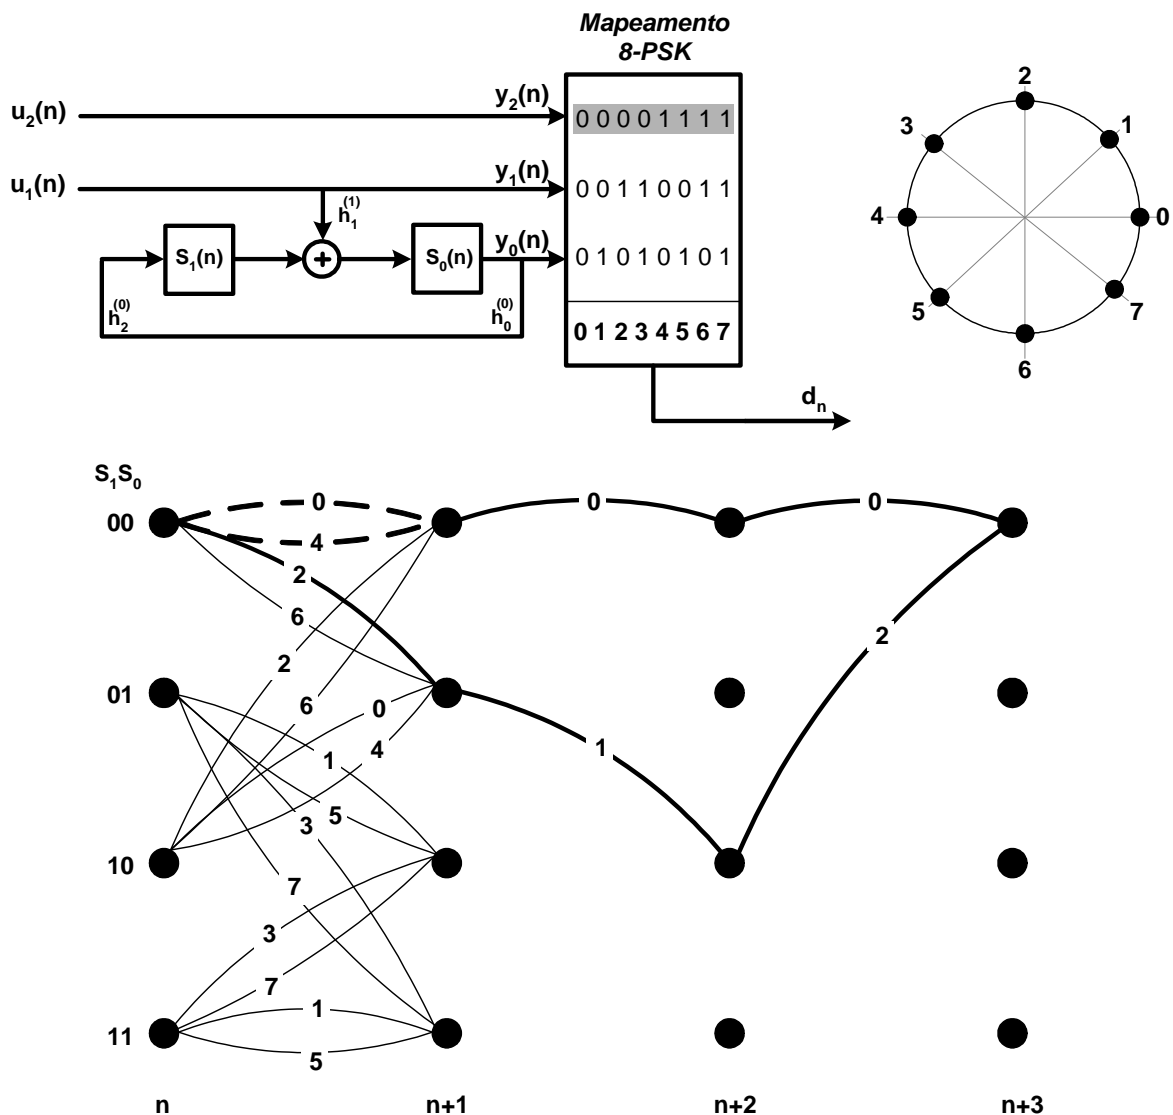 Mapeamento
8-PSK
u₂(n)
y₂(n)
0 0 0 0 1 1 1 1
u₁(n)
y₁(n)
0 0 1 1 0 0 1 1
h₁⁽¹⁾
S₁(n)
+
S₀(n)
y₀(n)
0 1 0 1 0 1 0 1
h₂⁽⁰⁾
h₀⁽⁰⁾
0 1 2 3 4 5 6 7
dₙ
2
3
1
4
0
5
7
6
S₁S₀
00
01
10
11
0
4
2
6
2
6
0
4
1
5
3
7
3
7
1
5
0
0
1
2
n
n+1
n+2
n+3